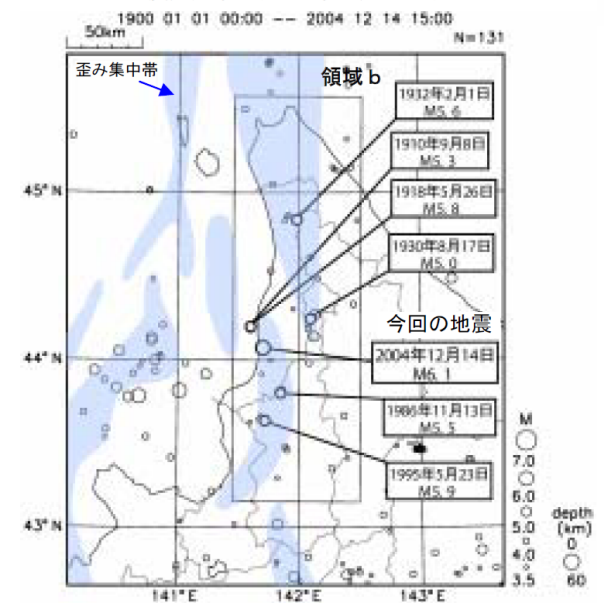 1900 01 01 00:00 -- 2004 12 14 15:00
50km
N=131
歪み集中帯
領域b
1932年2月1日
M5.6
1910年9月8日
M5.3
45°N
1918年5月26日
M5.8
1930年8月17日
M5.0
今回の地震
44°N
2004年12月14日
M6.1
1986年11月13日
M5.5
M
7.0
1995年5月23日
M5.9
6.0
depth
(km)
43°N
5.0
0
4.0
3.5
60
141°E
142°E
143°E